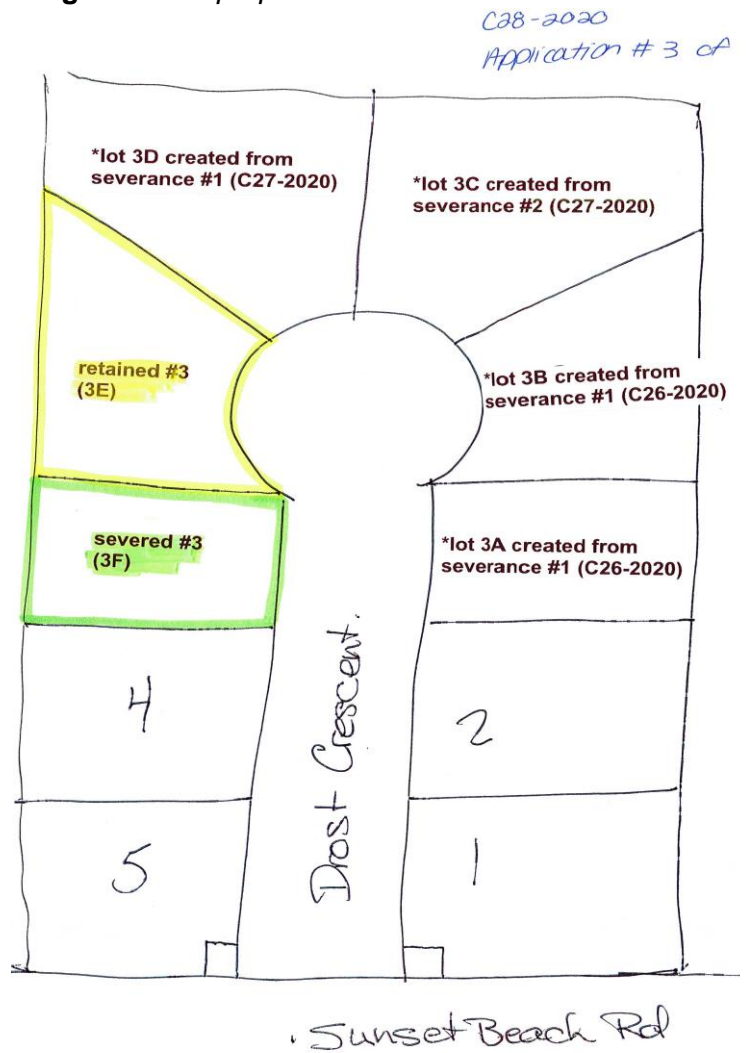 C28-2020
Application # 3 of
*lot 3D created from
severance #1 (C27-2020)
*lot 3C created from
severance #2 (C27-2020)
retained #3
(3E)
*lot 3B created from
severance #1 (C26-2020)
severed #3
(3F)
*lot 3A created from
severance #1 (C26-2020)
4
2
Drost Crescent.
5
1
Sunset Beach Rd